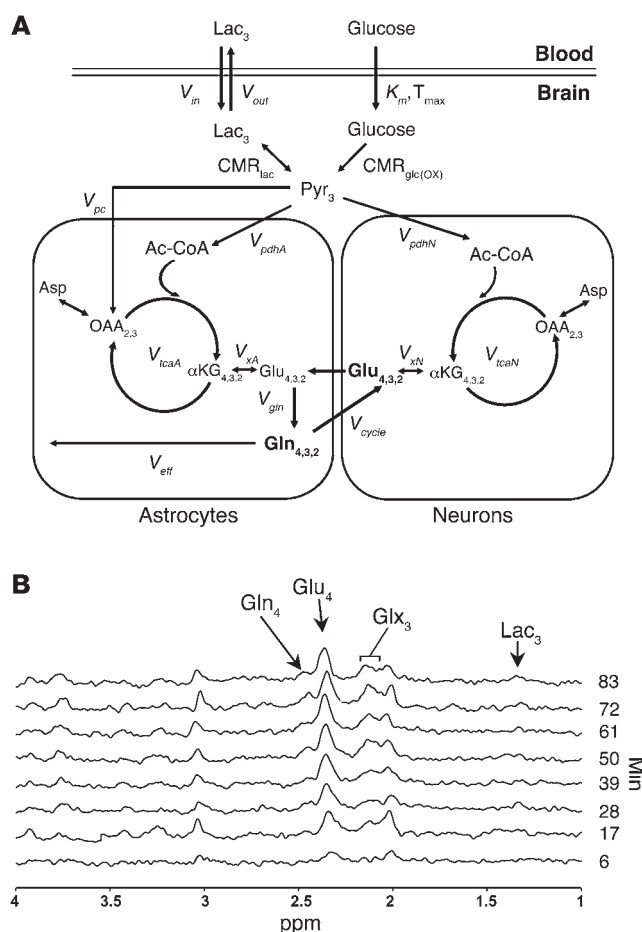 A
Lac3 Glucose
Blood
Vin Vout Km,Tmax Brain
Lac3 Glucose
CMRlac CMRglc(OX)
Pyr3
Vpc
Ac-CoA VpdhA VpdhN Ac-CoA
Asp Asp
OAA2,3 OAA2,3
VtcaA VxA VxN VtcaN
αKG4,3,2 Glu4,3,2 Glu4,3,2 αKG4,3,2
Vgln
Gln4,3,2 Vcycle
Veff
Astrocytes Neurons
B
Glu4
Gln4 Glx3
Lac3
83
72
61
50
39
28
17
6
Min
4 3.5 3 2.5 2 1.5 1
ppm